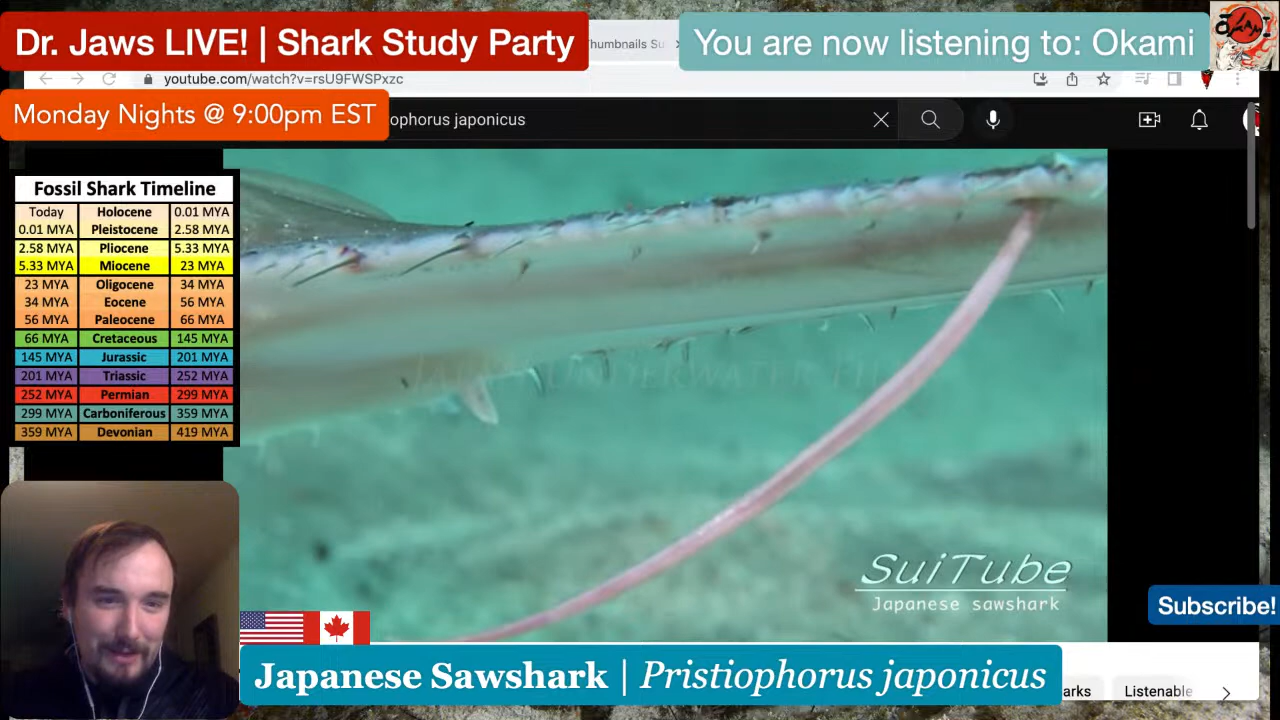 Dr. Jaws LIVE! | Shark Study Party
humbnails Su
You are now listening to: Okami
youtube.com/watch?v=rsU9FWSPxzc
Monday Nights @ 9:00pm EST
ophorus japonicus
Fossil Shark Timeline
Today Holocene 0.01 MYA
0.01 MYA Pleistocene 2.58 MYA
2.58 MYA Pliocene 5.33 MYA
5.33 MYA Miocene 23 MYA
23 MYA Oligocene 34 MYA
34 MYA Eocene 56 MYA
56 MYA Paleocene 66 MYA
66 MYA Cretaceous 145 MYA
145 MYA Jurassic 201 MYA
201 MYA Triassic 252 MYA
252 MYA Permian 299 MYA
299 MYA Carboniferous 359 MYA
359 MYA Devonian 419 MYA
SuiTube
Japanese sawshark
Subscribe!
Japanese Sawshark | Pristiophorus japonicus
arks
Listenable